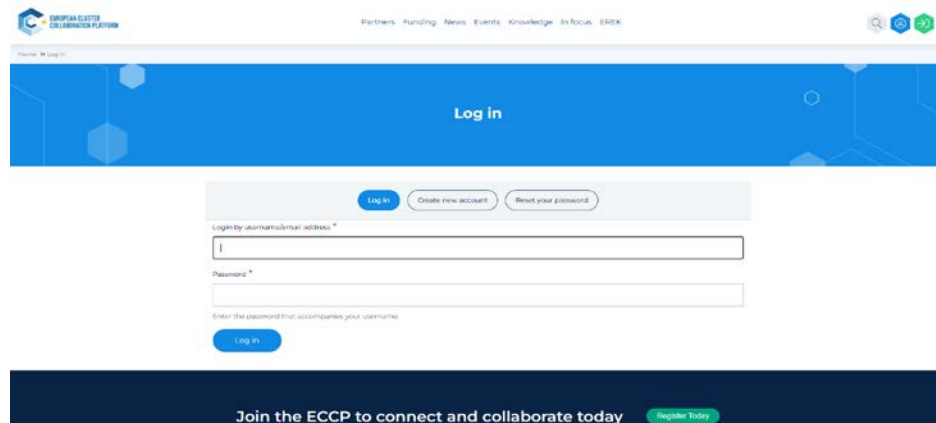 EUROPEAN CLUSTER
COLLABORATION PLATFORM
Partners Funding News Events Knowledge In focus EREK
Home » Log in
Log in
Log in
Create new account
Reset your password
Login by username/email address *
Password *
Enter the password that accompanies your username.
Log in
Join the ECCP to connect and collaborate today
Register Today